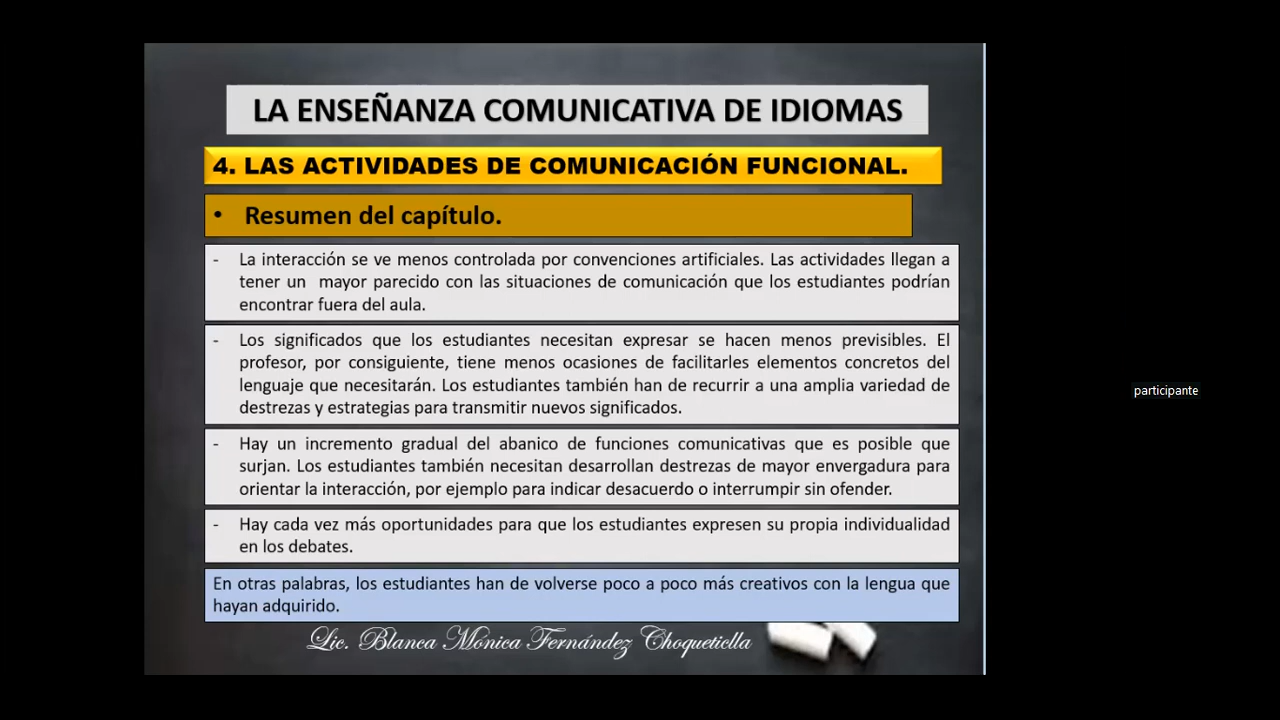 LA ENSEÑANZA COMUNICATIVA DE IDIOMAS
4. LAS ACTIVIDADES DE COMUNICACIÓN FUNCIONAL.
• Resumen del capítulo.
- La interacción se ve menos controlada por convenciones artificiales. Las actividades llegan a
tener un mayor parecido con las situaciones de comunicación que los estudiantes podrían
encontrar fuera del aula.
- Los significados que los estudiantes necesitan expresar se hacen menos previsibles. El
profesor, por consiguiente, tiene menos ocasiones de facilitarles elementos concretos del
lenguaje que necesitarán. Los estudiantes también han de recurrir a una amplia variedad de
destrezas y estrategias para transmitir nuevos significados.
- Hay un incremento gradual del abanico de funciones comunicativas que es posible que
surjan. Los estudiantes también necesitan desarrollan destrezas de mayor envergadura para
orientar la interacción, por ejemplo para indicar desacuerdo o interrumpir sin ofender.
- Hay cada vez más oportunidades para que los estudiantes expresen su propia individualidad
en los debates.
En otras palabras, los estudiantes han de volverse poco a poco más creativos con la lengua que
hayan adquirido.
Lic. Blanca Mónica Fernández Choqueticlla
participante